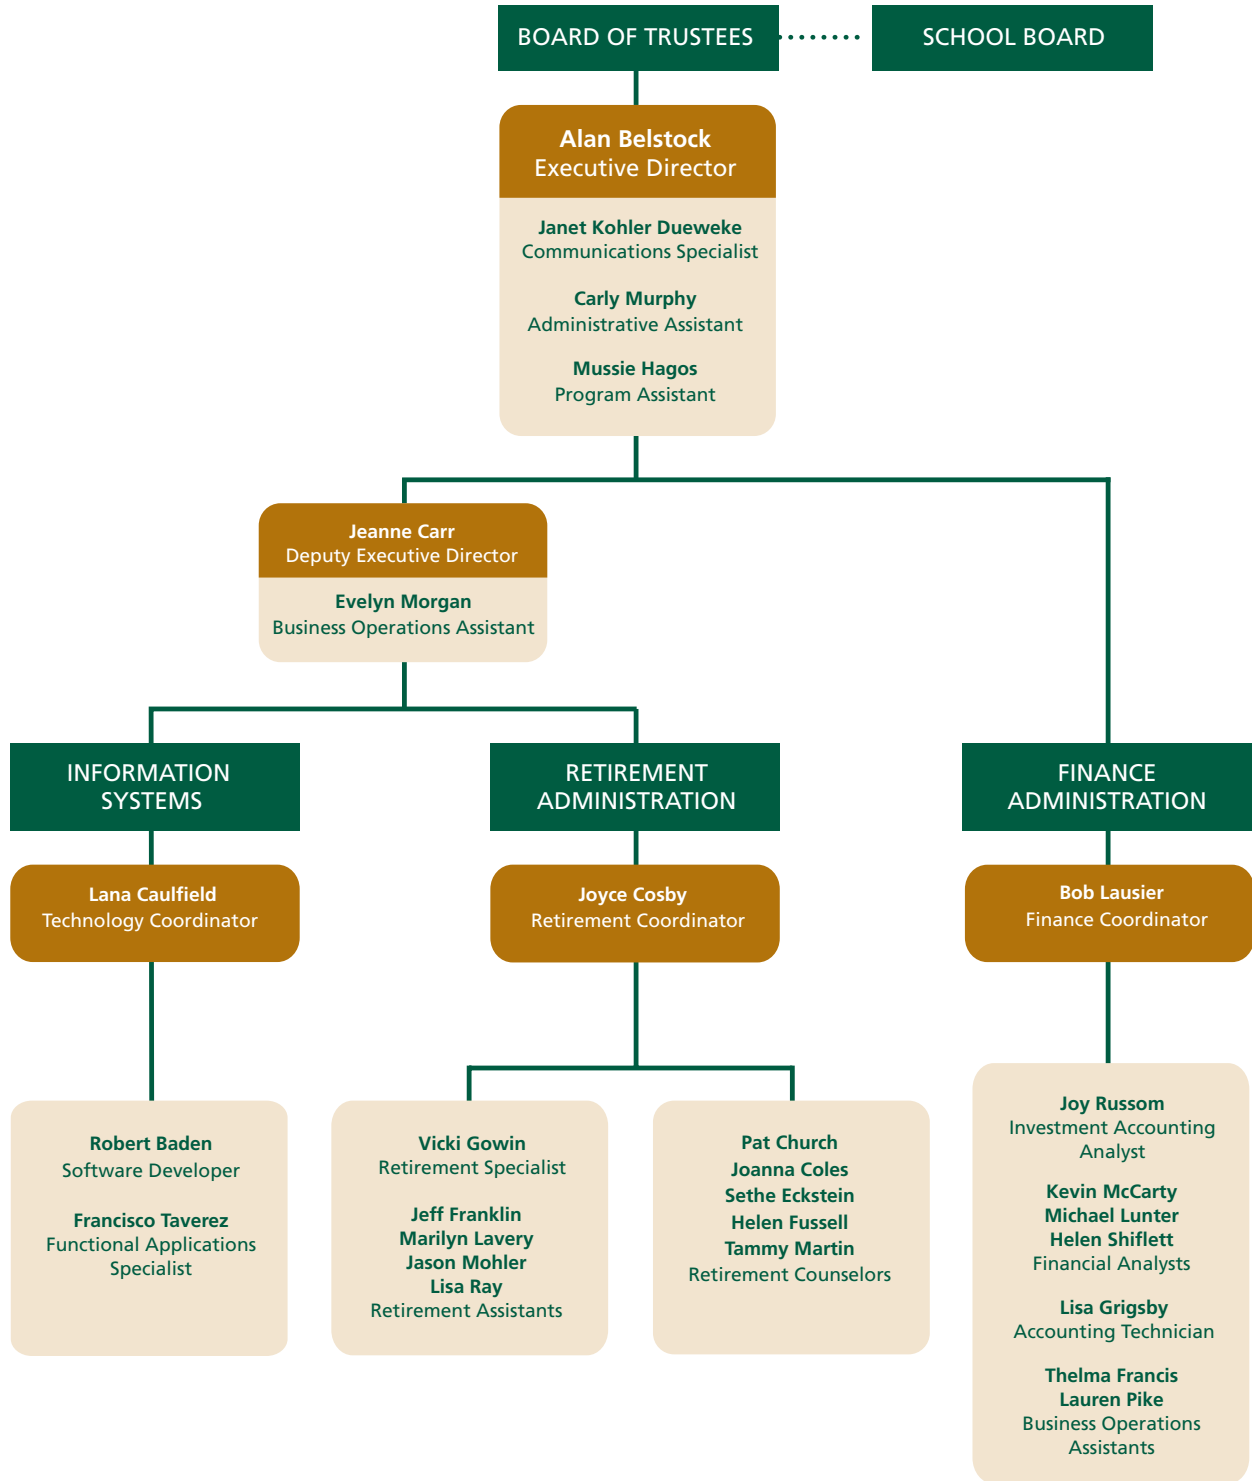 BOARD OF TRUSTEES
SCHOOL BOARD
Alan Belstock
Executive Director
Janet Kohler Dueweke
Communications Specialist
Carly Murphy
Administrative Assistant
Mussie Hagos
Program Assistant
Jeanne Carr
Deputy Executive Director
Evelyn Morgan
Business Operations Assistant
INFORMATION
SYSTEMS
Lana Caulfield
Technology Coordinator
Robert Baden
Software Developer
Francisco Taverez
Functional Applications
Specialist
RETIREMENT
ADMINISTRATION
Joyce Cosby
Retirement Coordinator
Vicki Gowin
Retirement Specialist
Jeff Franklin
Marilyn Lavery
Jason Mohler
Lisa Ray
Retirement Assistants
Pat Church
Joanna Coles
Sethe Eckstein
Helen Fussell
Tammy Martin
Retirement Counselors
FINANCE
ADMINISTRATION
Bob Lausier
Finance Coordinator
Joy Russom
Investment Accounting
Analyst
Kevin McCarty
Michael Lunter
Helen Shiflett
Financial Analysts
Lisa Grigsby
Accounting Technician
Thelma Francis
Lauren Pike
Business Operations
Assistants